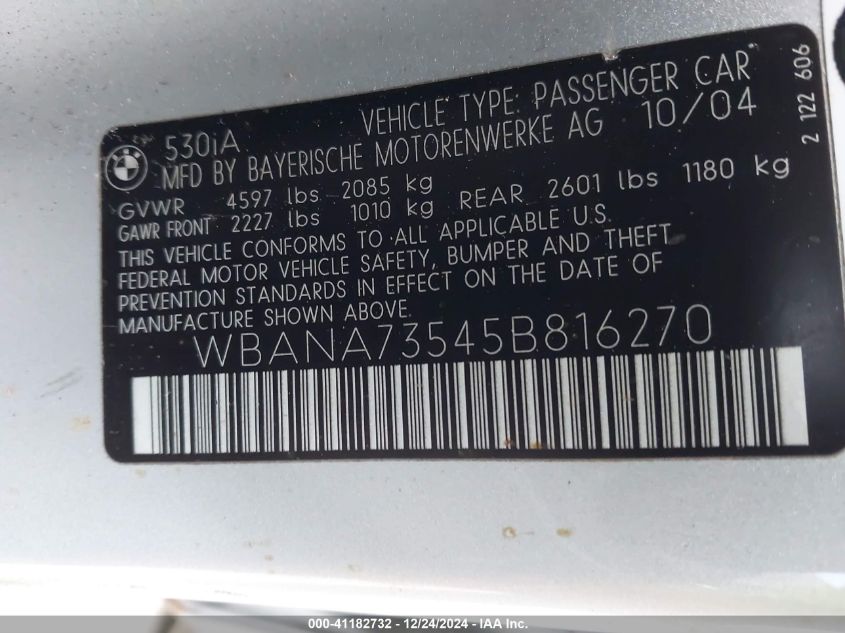 530iA VEHICLE TYPE: PASSENGER CAR
MFD BY BAYERISCHE MOTORENWERKE AG 10/04
GVWR 4597 lbs 2085 kg
GAWR FRONT 2227 lbs 1010 kg REAR 2601 lbs 1180 kg
THIS VEHICLE CONFORMS TO ALL APPLICABLE U.S.
FEDERAL MOTOR VEHICLE SAFETY, BUMPER AND THEFT
PREVENTION STANDARDS IN EFFECT ON THE DATE OF
MANUFACTURE SHOWN ABOVE.
WBANA73545B816270
2 122 606
BMW
000-41182732 - 12/24/2024 - IAA Inc.